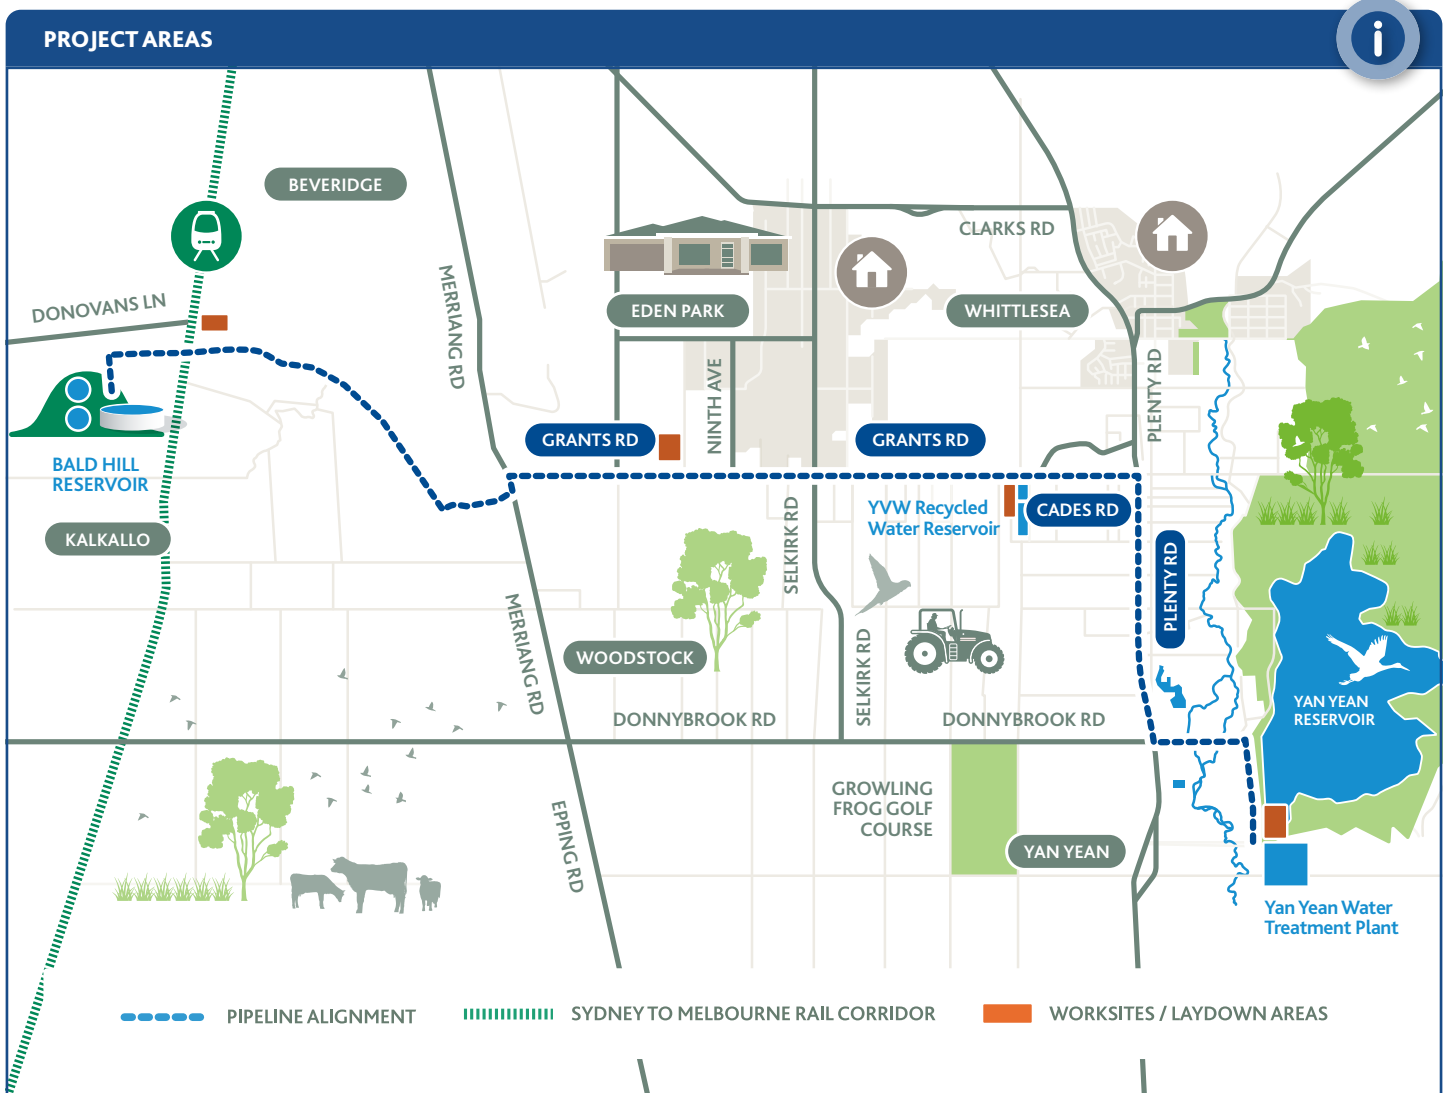 PROJECT AREAS
i
BEVERIDGE
CLARKS RD
DONOVANS LN
MERRIANG RD
EDEN PARK
WHITTLESEA
NINTH AVE
PLENTY RD
GRANTS RD
GRANTS RD
BALD HILL
RESERVOIR
KALKALLO
SELKIRK RD
YVW Recycled
Water Reservoir
CADES RD
PLENTY RD
MERRIANG RD
WOODSTOCK
SELKIRK RD
DONNYBROOK RD
DONNYBROOK RD
YAN YEAN
RESERVOIR
GROWLING
FROG GOLF
COURSE
EPPING RD
YAN YEAN
Yan Yean Water
Treatment Plant
PIPELINE ALIGNMENT
SYDNEY TO MELBOURNE RAIL CORRIDOR
WORKSITES / LAYDOWN AREAS